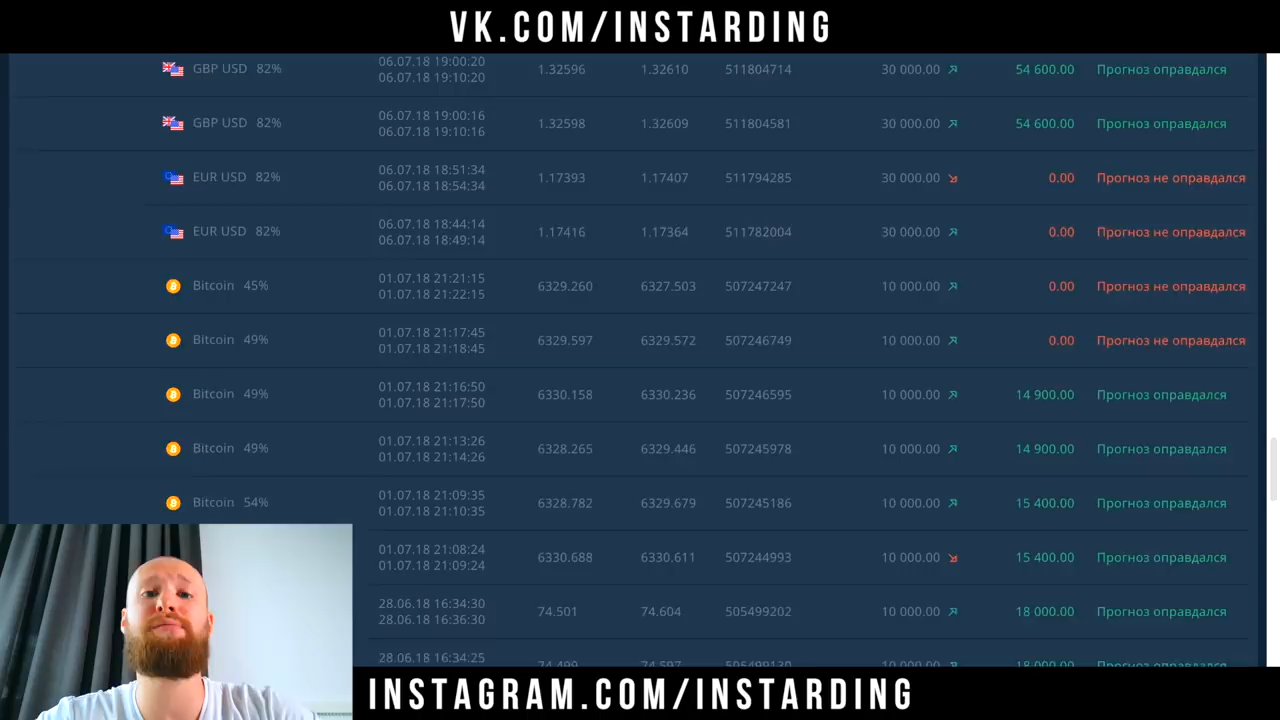 VK.COM/INSTARDING
GBP USD 82% 06.07.18 19:00:20 1.32596 1.32610 511804714 30 000.00 54 600.00 Прогноз оправдался
06.07.18 19:10:20
GBP USD 82% 06.07.18 19:00:16 1.32598 1.32609 511804581 30 000.00 54 600.00 Прогноз оправдался
06.07.18 19:10:16
EUR USD 82% 06.07.18 18:51:34 1.17393 1.17407 511794285 30 000.00 0.00 Прогноз не оправдался
06.07.18 18:54:34
EUR USD 82% 06.07.18 18:44:14 1.17416 1.17364 511782004 30 000.00 0.00 Прогноз не оправдался
06.07.18 18:49:14
Bitcoin 45% 01.07.18 21:21:15 6329.260 6327.503 507247247 10 000.00 0.00 Прогноз не оправдался
01.07.18 21:22:15
Bitcoin 49% 01.07.18 21:17:45 6329.597 6329.572 507246749 10 000.00 0.00 Прогноз не оправдался
01.07.18 21:18:45
Bitcoin 49% 01.07.18 21:16:50 6330.158 6330.236 507246595 10 000.00 14 900.00 Прогноз оправдался
01.07.18 21:17:50
Bitcoin 49% 01.07.18 21:13:26 6328.265 6329.446 507245978 10 000.00 14 900.00 Прогноз оправдался
01.07.18 21:14:26
Bitcoin 54% 01.07.18 21:09:35 6328.782 6329.679 507245186 10 000.00 15 400.00 Прогноз оправдался
01.07.18 21:10:35
01.07.18 21:08:24 6330.688 6330.611 507244993 10 000.00 15 400.00 Прогноз оправдался
01.07.18 21:09:24
28.06.18 16:34:30 74.501 74.604 505499202 10 000.00 18 000.00 Прогноз оправдался
28.06.18 16:36:30
28.06.18 16:34:25 74.499 74.597 505499130 10 000.00 18 000.00 Прогноз оправдался
INSTAGRAM.COM/INSTARDING